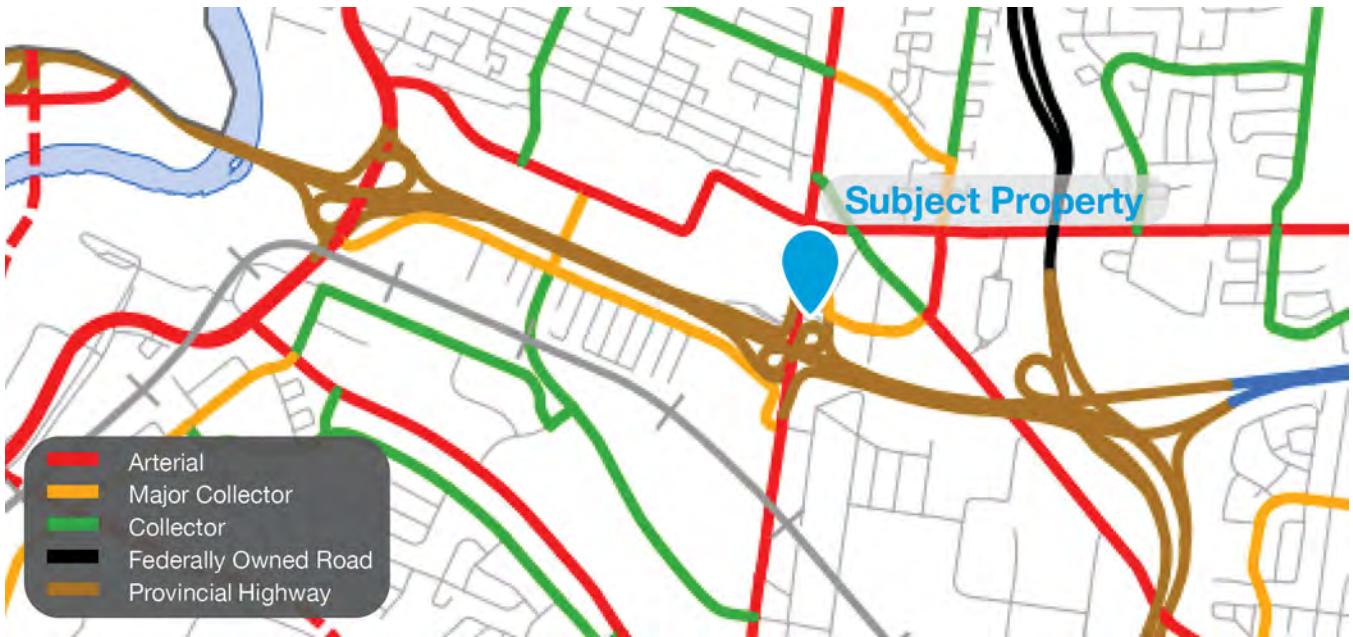 Subject Property
Arterial
Major Collector
Collector
Federally Owned Road
Provincial Highway